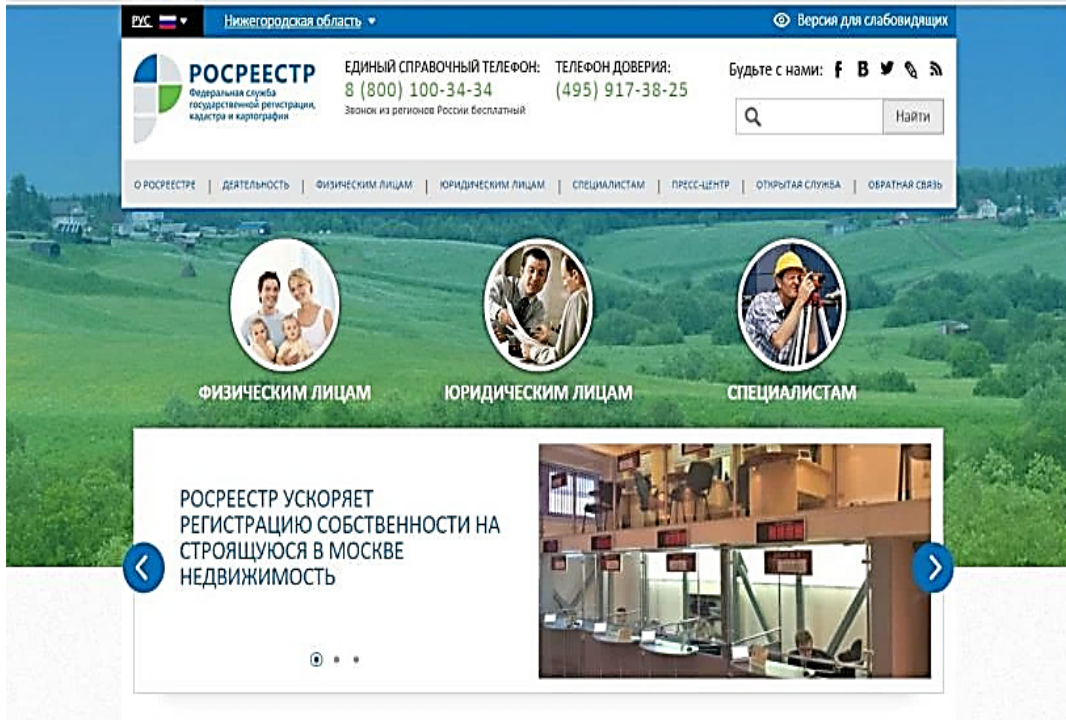 РУС Нижегородская область Версия для слабовидящих
РОСРЕЕСТР
Федеральная служба
государственной регистрации,
кадастра и картографии
ЕДИНЫЙ СПРАВОЧНЫЙ ТЕЛЕФОН:
8 (800) 100-34-34
Звонок из регионов России бесплатный
ТЕЛЕФОН ДОВЕРИЯ:
(495) 917-38-25
Будьте с нами:
Найти
О РОСРЕЕСТРЕ | ДЕЯТЕЛЬНОСТЬ | ФИЗИЧЕСКИМ ЛИЦАМ | ЮРИДИЧЕСКИМ ЛИЦАМ | СПЕЦИАЛИСТАМ | ПРЕСС-ЦЕНТР | ОТКРЫТАЯ СЛУЖБА | ОБРАТНАЯ СВЯЗЬ
ФИЗИЧЕСКИМ ЛИЦАМ ЮРИДИЧЕСКИМ ЛИЦАМ СПЕЦИАЛИСТАМ
РОСРЕЕСТР УСКОРЯЕТ
РЕГИСТРАЦИЮ СОБСТВЕННОСТИ НА
СТРОЯЩУЮСЯ В МОСКВЕ
НЕДВИЖИМОСТЬ